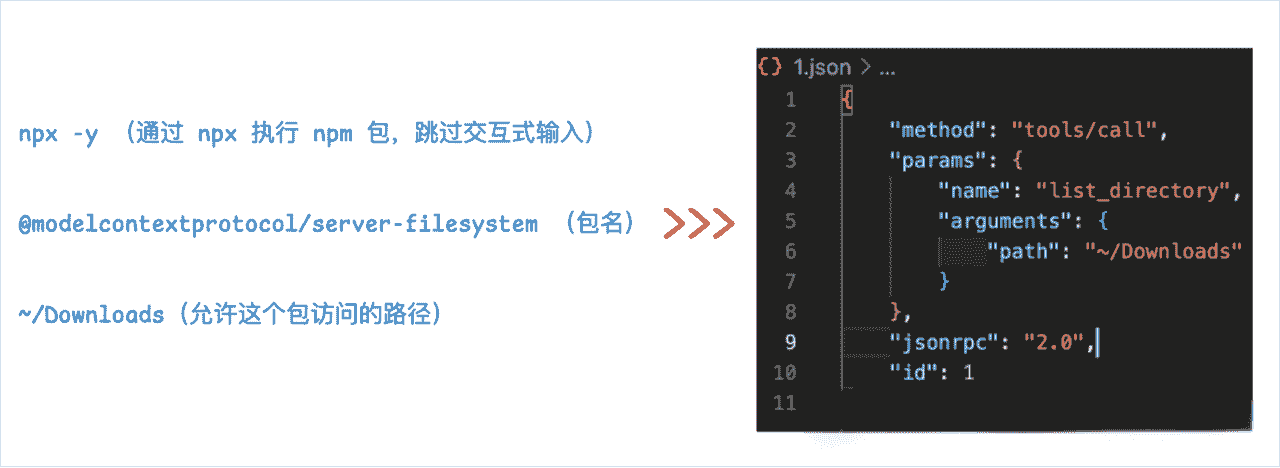 npx -y （通过 npx 执行 npm 包，跳过交互式输入）
@modelcontextprotocol/server-filesystem （包名）
~/Downloads（允许这个包访问的路径）
{} 1.json > ...
1 {
2 "method": "tools/call",
3 "params": {
4 "name": "list_directory",
5 "arguments": {
6 "path": "~/Downloads"
7 }
8 },
9 "jsonrpc": "2.0",
10 "id": 1
11